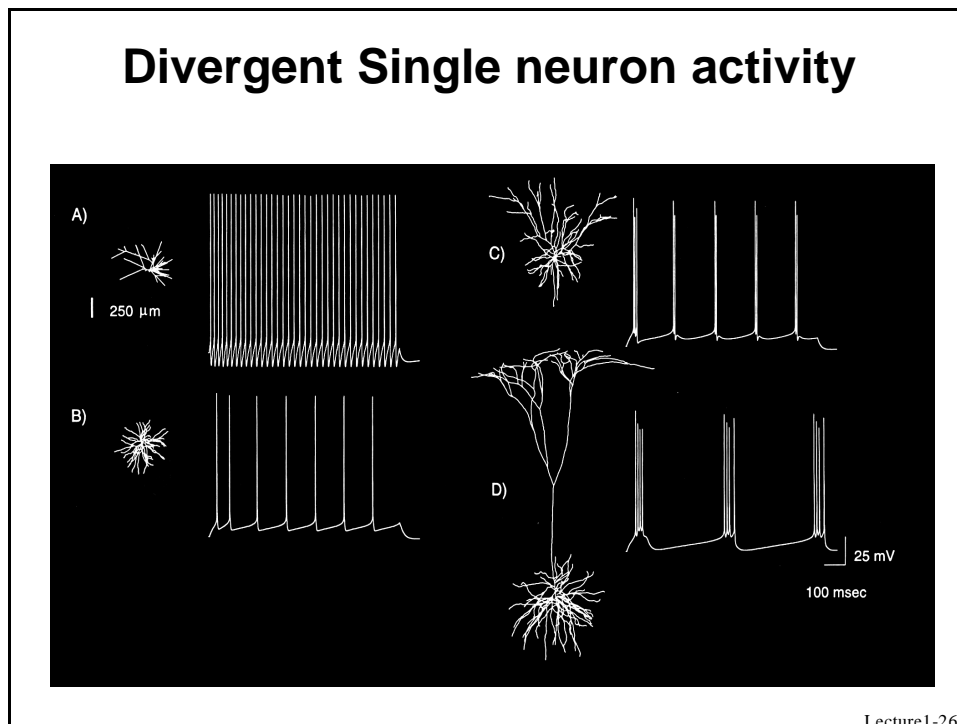 Divergent Single neuron activity
A)
250 μm
B)
C)
D)
25 mV
100 msec
Lecture1-26